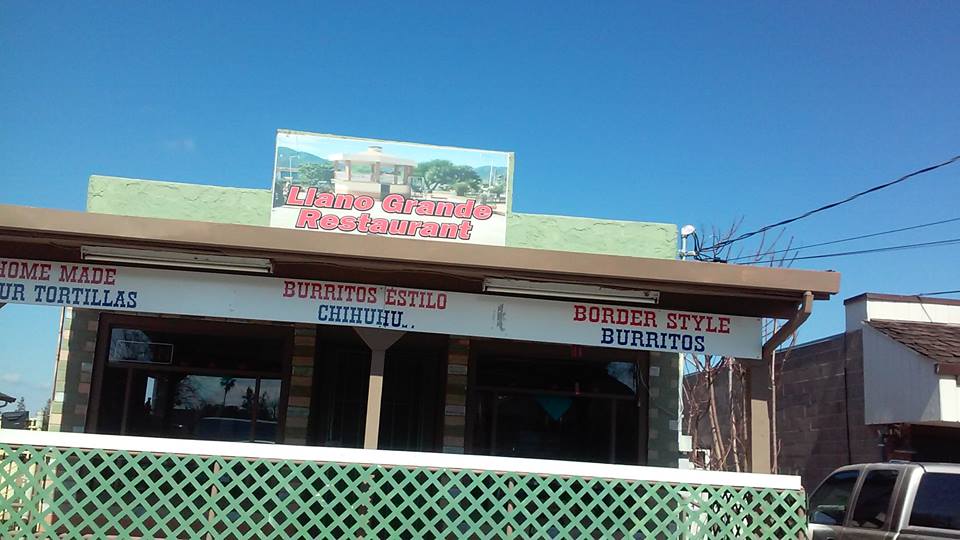 Llano Grande
Restaurant
HOME MADE
UR TORTILLAS
BURRITOS ESTILO
CHIHUHU..
BORDER STYLE
BURRITOS